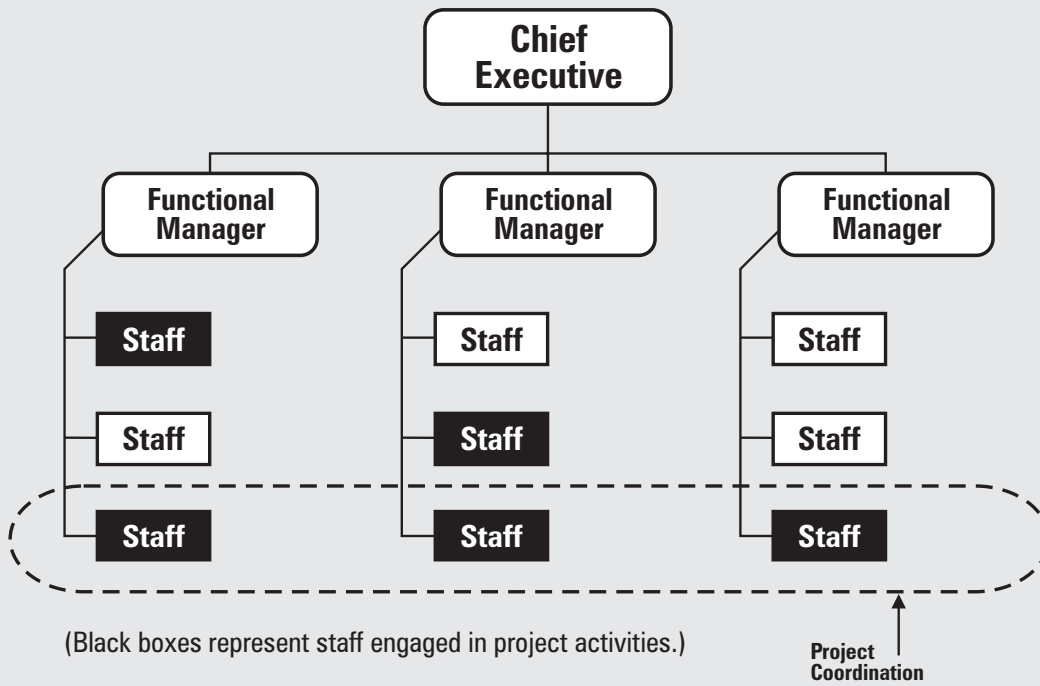 Chief
Executive
Functional
Manager
Functional
Manager
Functional
Manager
Staff
Staff
Staff
Staff
Staff
Staff
Staff
Staff
Staff
(Black boxes represent staff engaged in project activities.)
Project
Coordination